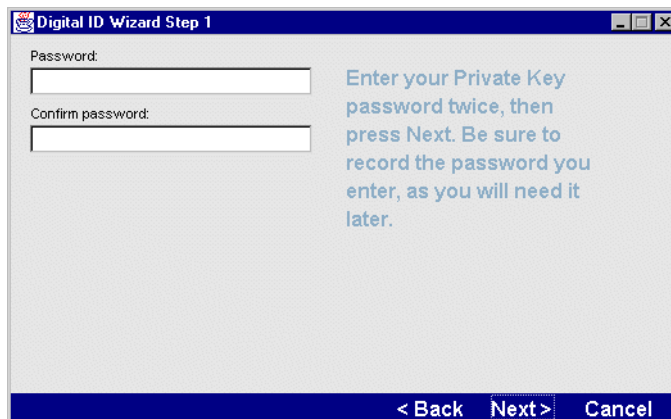 Digital ID Wizard Step 1
Password:
Enter your Private Key
password twice, then
press Next. Be sure to
record the password you
enter, as you will need it
later.
Confirm password:
< Back Next > Cancel